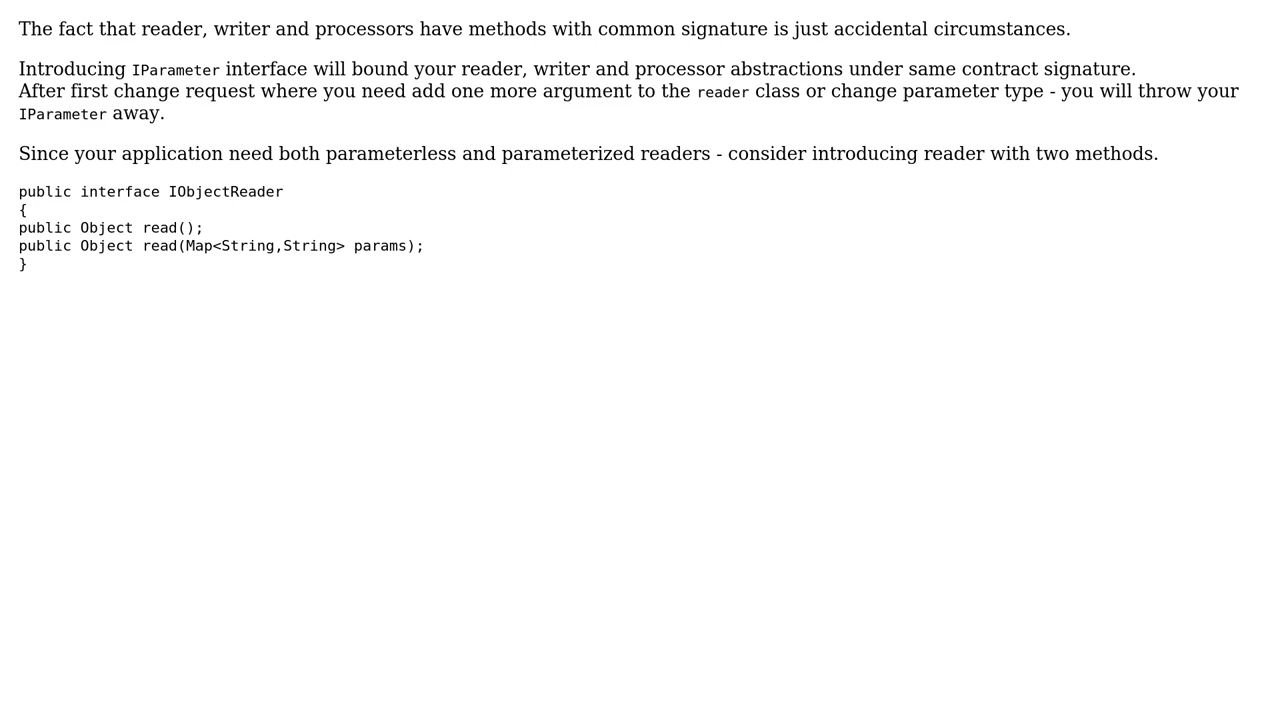 The fact that reader, writer and processors have methods with common signature is just accidental circumstances.
Introducing IParameter interface will bound your reader, writer and processor abstractions under same contract signature.
After first change request where you need add one more argument to the reader class or change parameter type - you will throw your
IParameter away.
Since your application need both parameterless and parameterized readers - consider introducing reader with two methods.
public interface IObjectReader
{
public Object read();
public Object read(Map<String,String> params);
}